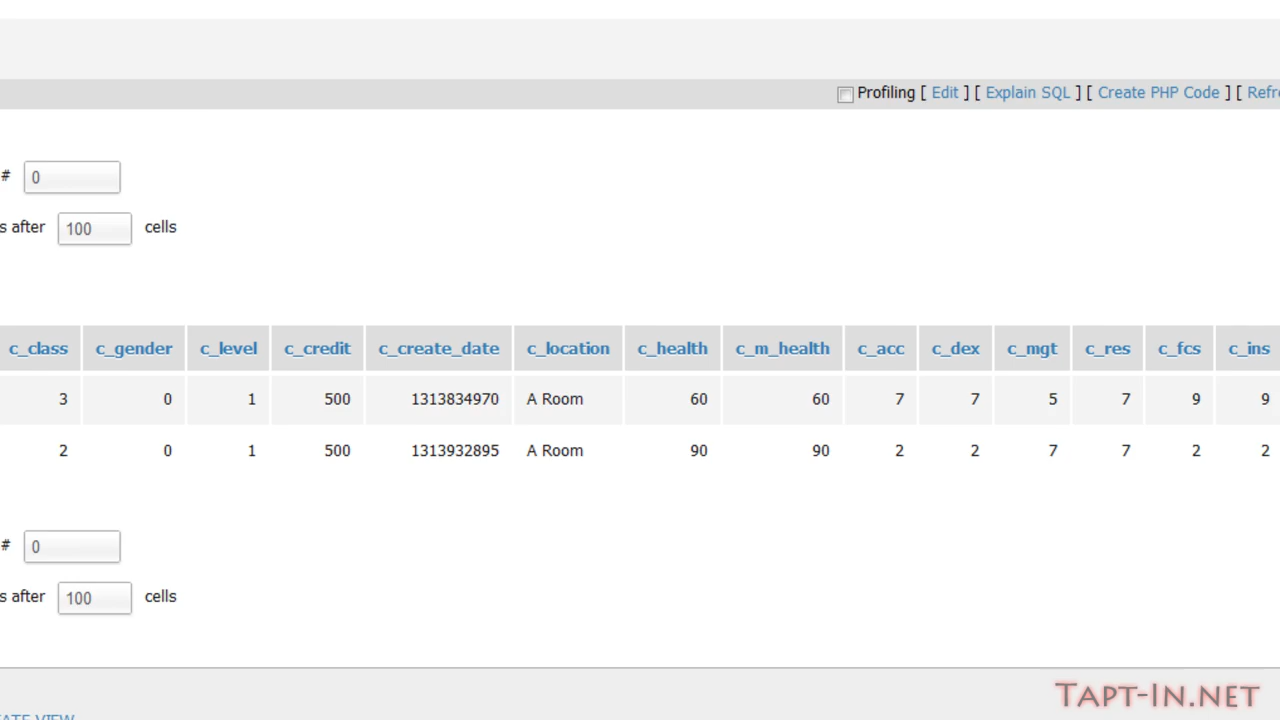 Profiling [ Edit ] [ Explain SQL ] [ Create PHP Code ] [
# 0
after 100 cells
c_class c_gender c_level c_credit c_create_date c_location c_health c_m_health c_acc c_dex c_mgt c_res c_fcs c_ins
3 0 1 500 1313834970 A Room 60 60 7 7 5 7 9 9
2 0 1 500 1313932895 A Room 90 90 2 2 7 7 2 2
# 0
after 100 cells
VIEW
Tapt-In.net